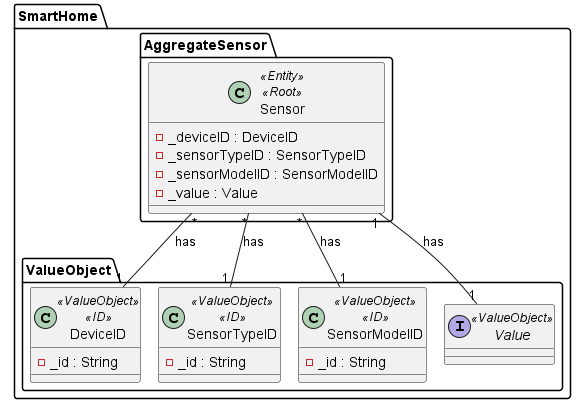 SmartHome
AggregateSensor
C «Entity»
«Root»
Sensor
_deviceID : DeviceID
_sensorTypeID : SensorTypeID
_sensorModelID : SensorModelID
_value : Value
* * * 1
has has has has
ValueObject
1 1 1 1
C «ValueObject» «ID» DeviceID
_id : String
C «ValueObject» «ID» SensorTypeID
_id : String
C «ValueObject» «ID» SensorModelID
_id : String
I «ValueObject» Value